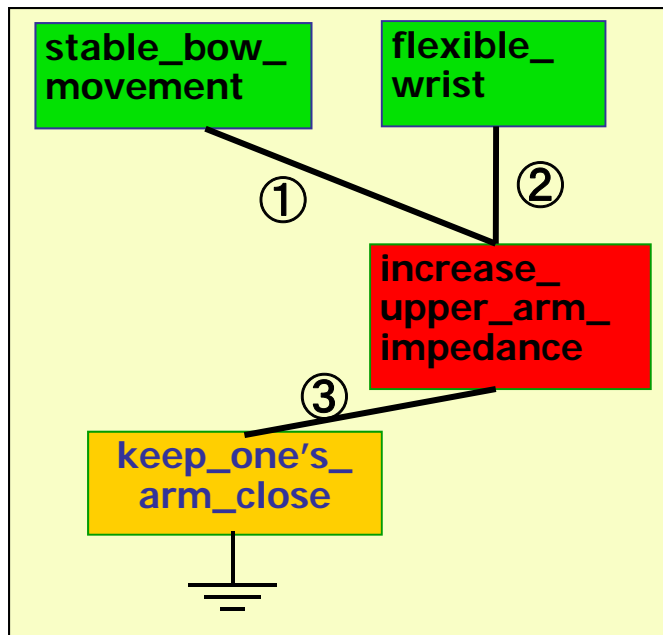 stable_bow_
movement
flexible_
wrist
①
②
increase_
upper_arm_
impedance
③
keep_one's_
arm_close